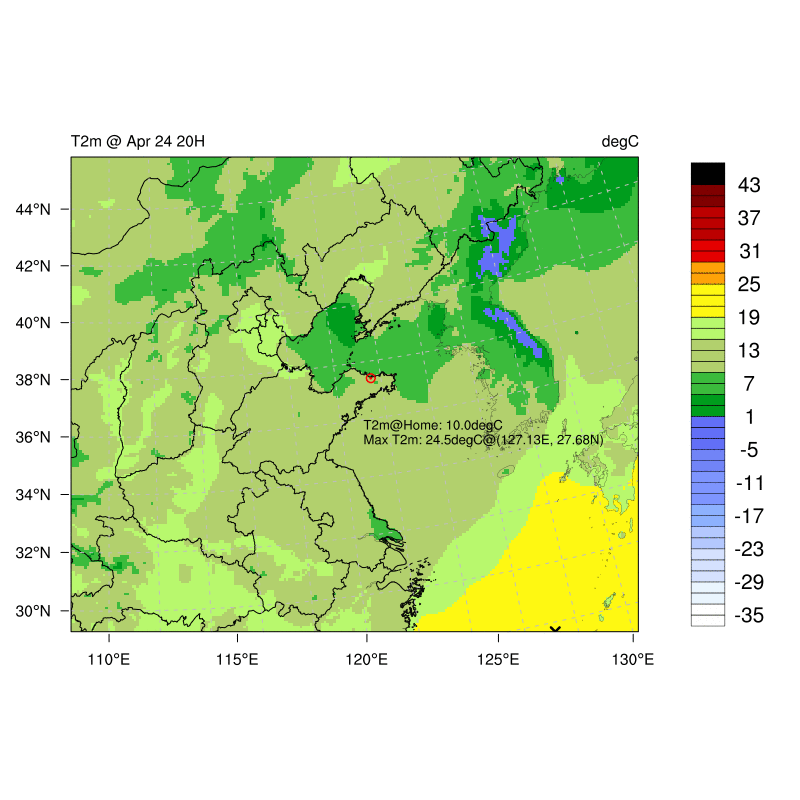 T2m @ Apr 24 20H degC
44°N
42°N
40°N
38°N
36°N
34°N
32°N
30°N
T2m@Home: 10.0degC
Max T2m: 24.5degC@(127.13E, 27.68N)
110°E 115°E 120°E 125°E 130°E
43
37
31
25
19
13
7
1
-5
-11
-17
-23
-29
-35